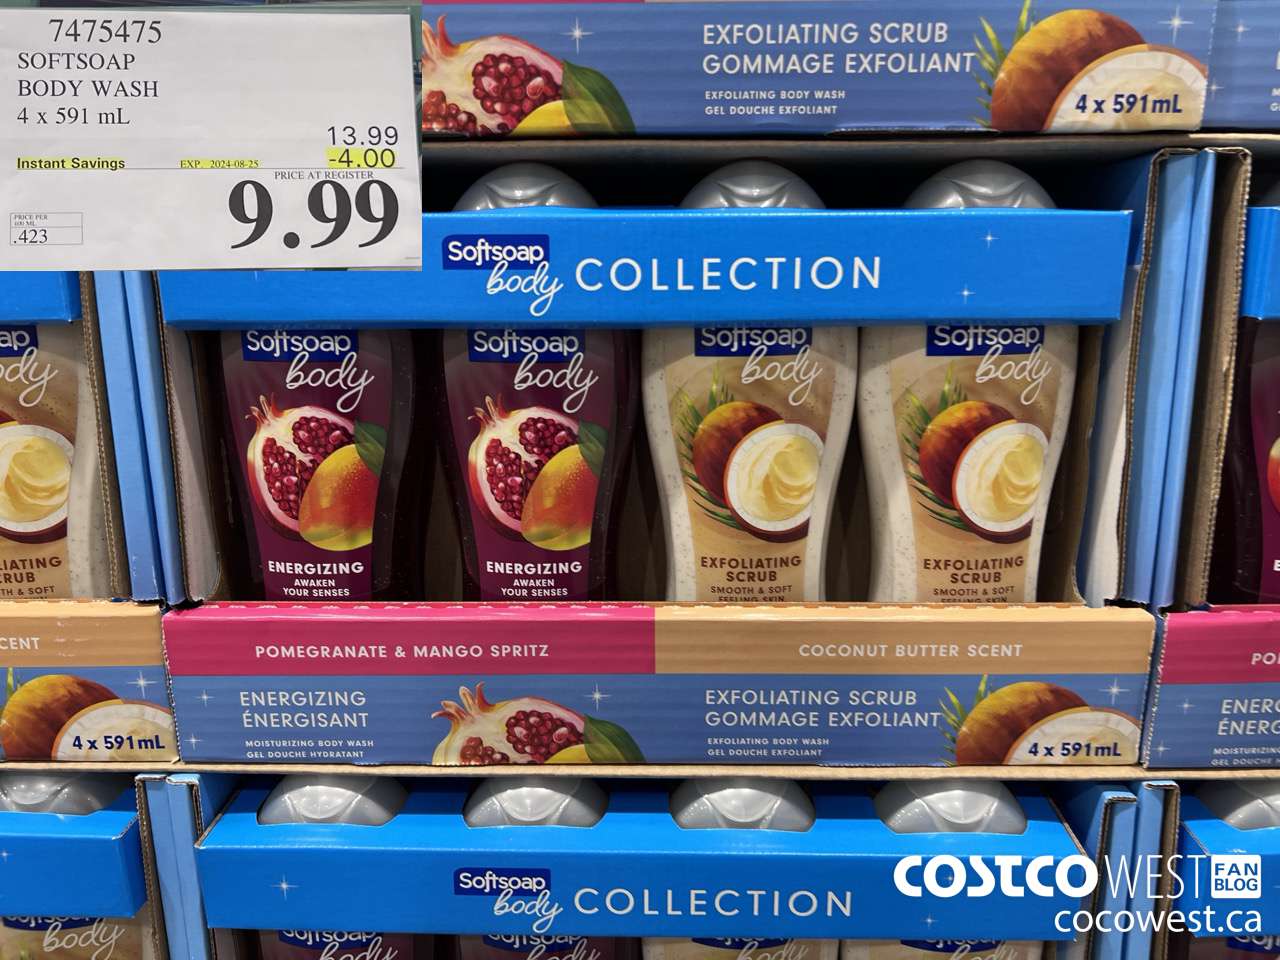 7475475
SOFTSOAP
BODY WASH
4 x 591 mL
13.99
Instant Savings
EXP. 2024-08-25
-4.00
PRICE AT REGISTER
9.99
PRICE PER
100 ML
.423
EXFOLIATING SCRUB
GOMMAGE EXFOLIANT
EXFOLIATING BODY WASH
GEL DOUCHE EXFOLIANT
4 x 591mL
Softsoap
body COLLECTION
Softsoap
body
ENERGIZING
AWAKEN
YOUR SENSES
Softsoap
body
ENERGIZING
AWAKEN
YOUR SENSES
Softsoap
body
EXFOLIATING
SCRUB
SMOOTH & SOFT
FEELING SKIN
Softsoap
body
EXFOLIATING
SCRUB
SMOOTH & SOFT
FEELING SKIN
POMEGRANATE & MANGO SPRITZ
COCONUT BUTTER SCENT
ENERGIZING
ÉNERGISANT
MOISTURIZING BODY WASH
GEL DOUCHE HYDRATANT
EXFOLIATING SCRUB
GOMMAGE EXFOLIANT
EXFOLIATING BODY WASH
GEL DOUCHE EXFOLIANT
4 x 591mL
4 x 591mL
Softsoap
body COLLECTION
body
COSTCO WEST FAN BLOG
cocowest.ca